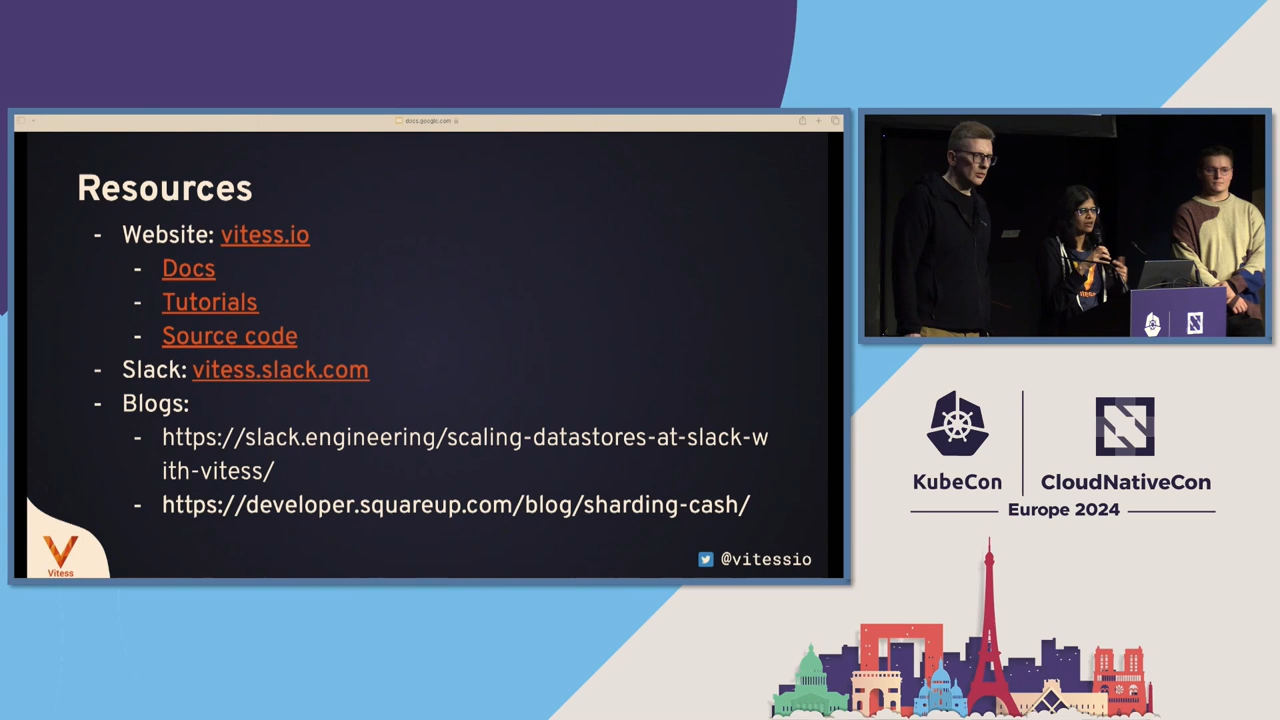 docs.google.com
Resources
- Website: vitess.io
- Docs
- Tutorials
- Source code
- Slack: vitess.slack.com
- Blogs:
- https://slack.engineering/scaling-datastores-at-slack-w
ith-vitess/
- https://developer.squareup.com/blog/sharding-cash/
Vitess
@vitessio
KubeCon
CloudNativeCon
Europe 2024